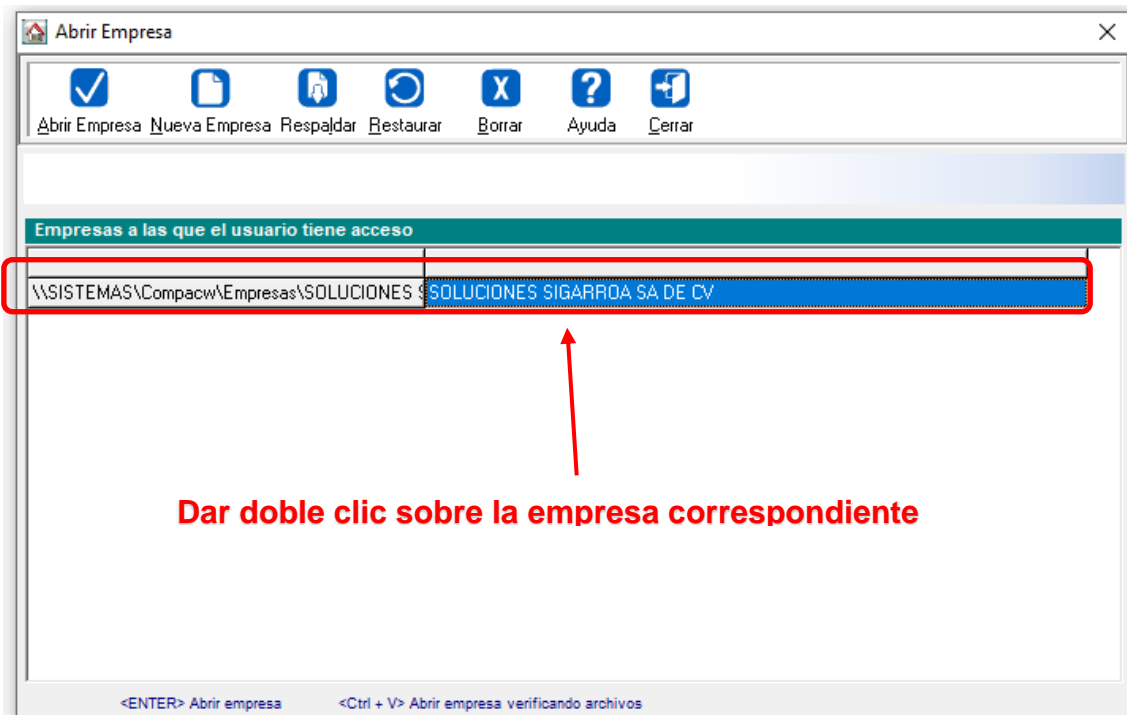 Abrir Empresa
Abrir Empresa Nueva Empresa Respaldar Restaurar Borrar Ayuda Cerrar
Empresas a las que el usuario tiene acceso
\\SISTEMAS\Compacw\Empresas\SOLUCIONES S SOLUCIONES SIGARROA SA DE CV
Dar doble clic sobre la empresa correspondiente
<ENTER> Abrir empresa <Ctrl + V> Abrir empresa verificando archivos